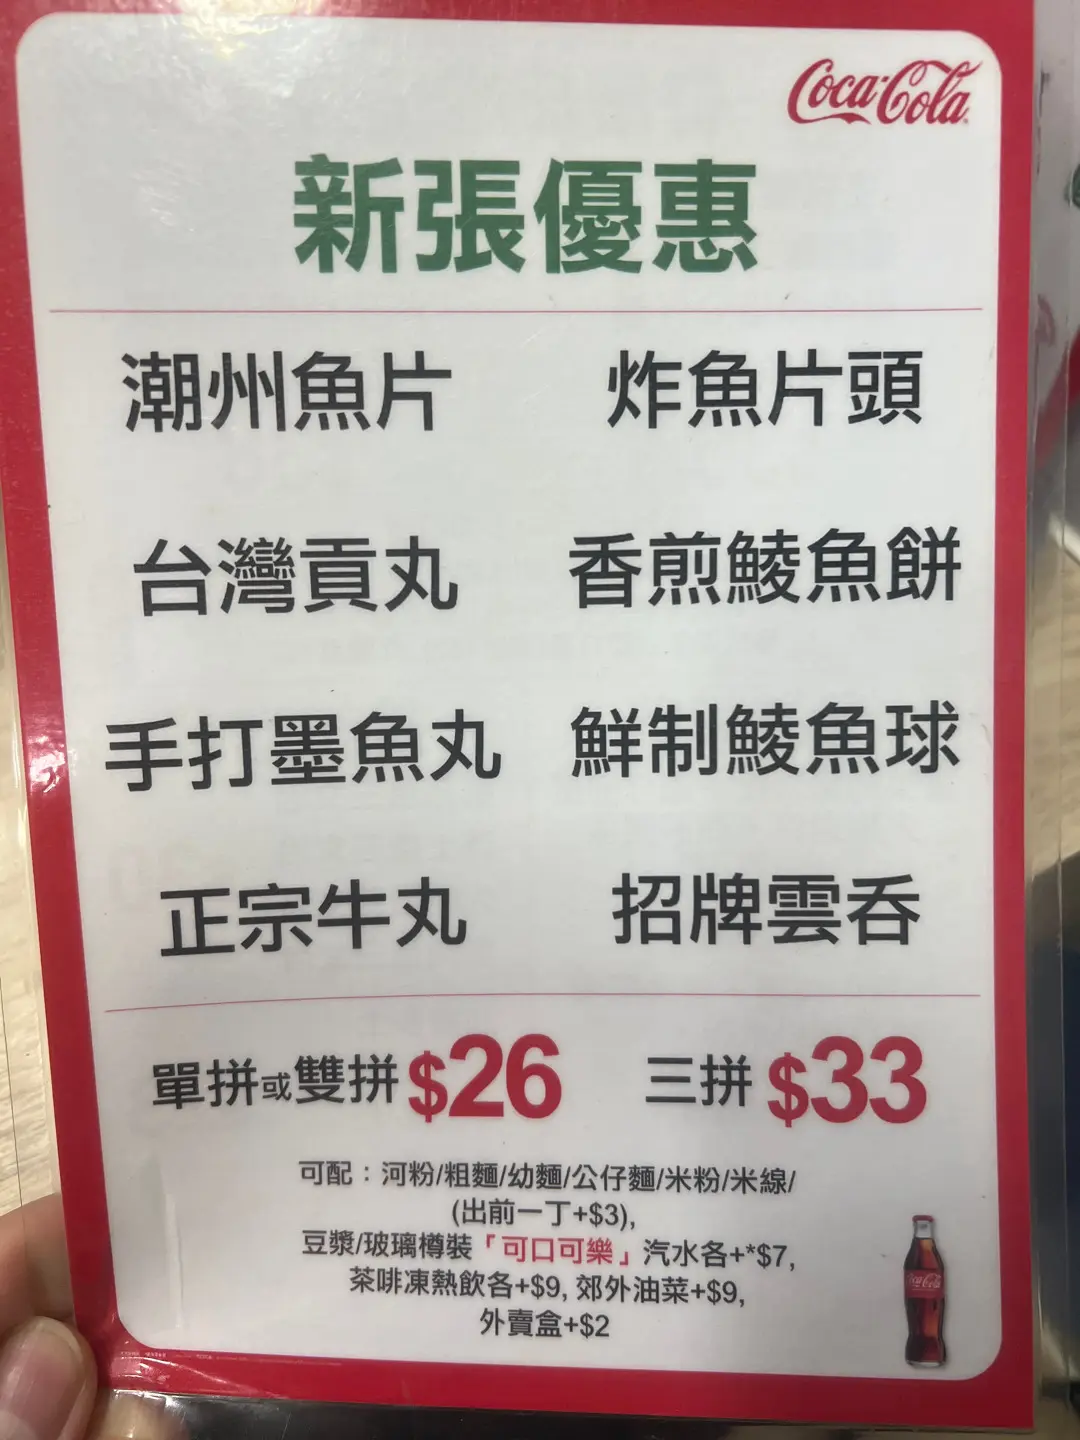 Coca-Cola
新張優惠
潮州魚片 炸魚片頭
台灣貢丸 香煎鯪魚餅
手打墨魚丸 鮮制鯪魚球
正宗牛丸 招牌雲吞
單拼或雙拼 $26 三拼 $33
可配：河粉/粗麵/幼麵/公仔麵/米粉/米線/
(出前一丁+$3),
豆漿/玻璃樽裝「可口可樂」汽水各+*$7,
茶啡凍熱飲各+$9, 郊外油菜+$9,
外賣盒+$2
Coca-Cola